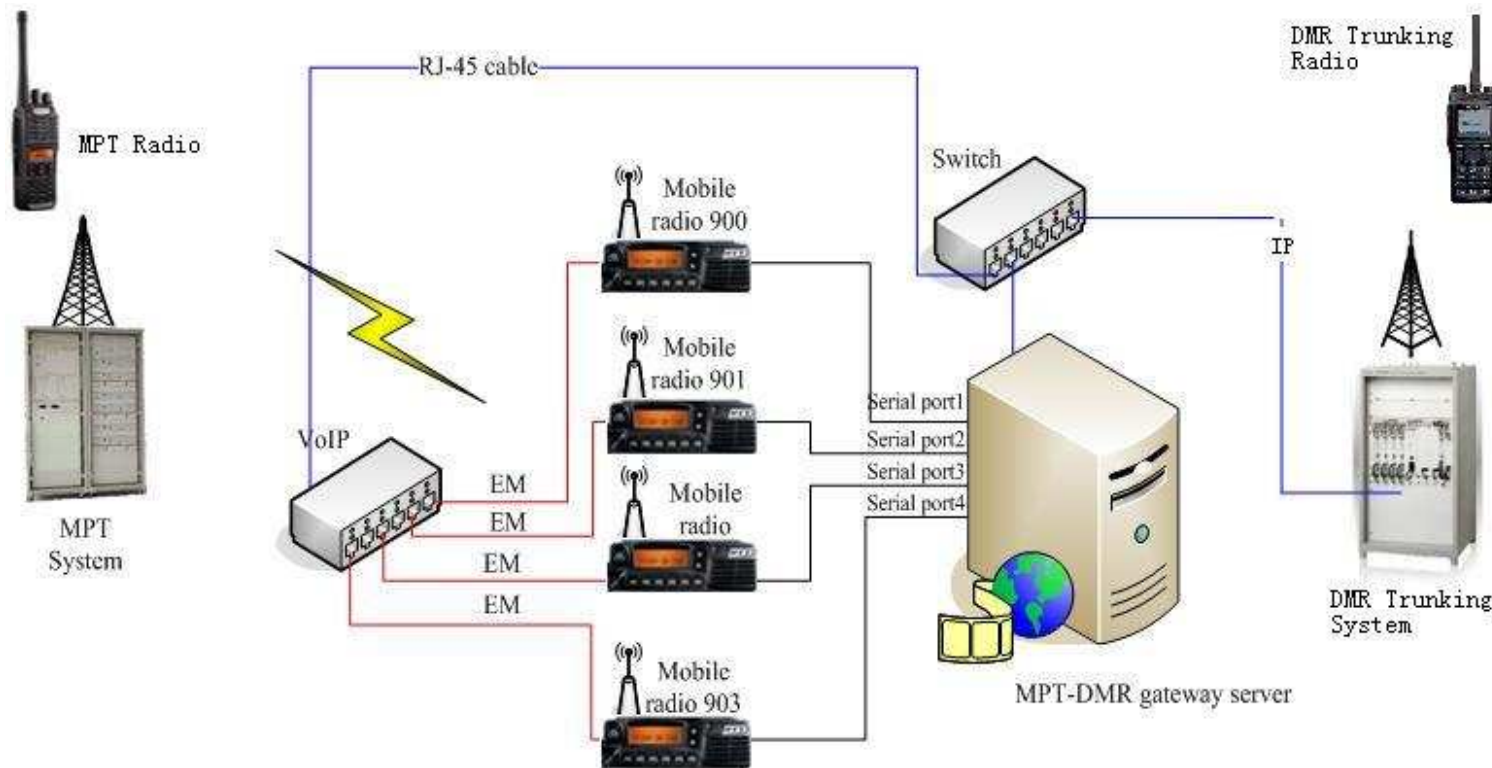 RJ-45 cable
DMR Trunking
Radio
MPT Radio
Switch
Mobile
radio 900
IP
Mobile
radio 901
Serial port1
VoIP
Serial port2
Serial port3
EM
Mobile
radio
Serial port4
EM
MPT
System
EM
EM
DMR Trunking
System
Mobile
radio 903
MPT-DMR gateway server